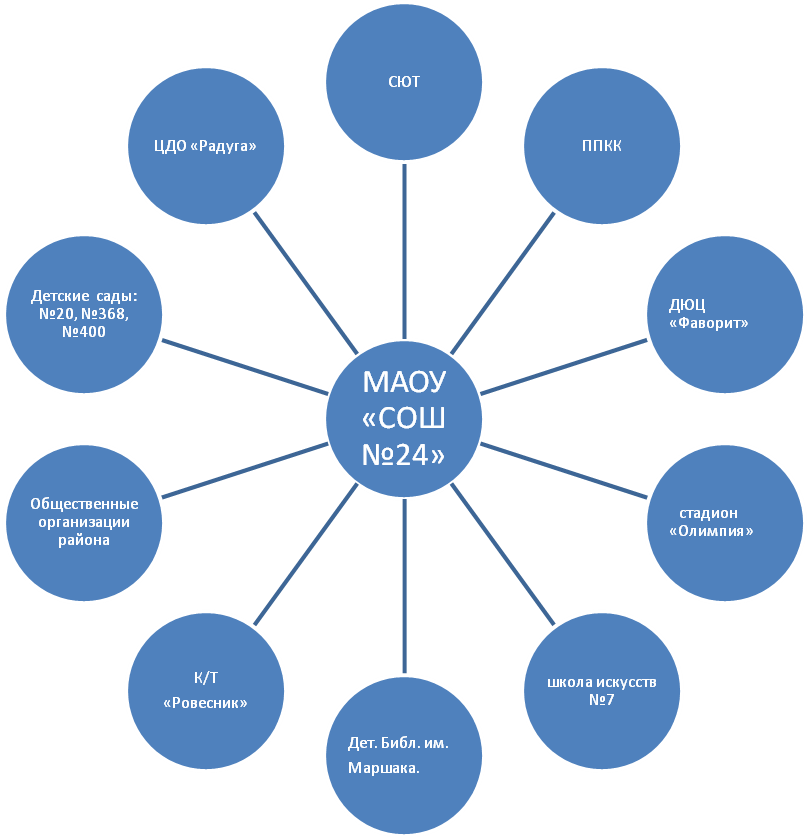 СЮТ
ППКК
ДЮЦ
«Фаворит»
стадион
«Олимпия»
школа искусств
№7
Дет. Библ. им.
Маршака.
К/Т
«Ровесник»
Общественные
организации
района
Детские сады:
№20, №368,
№400
ЦДО «Радуга»
МАОУ
«СОШ
№24»